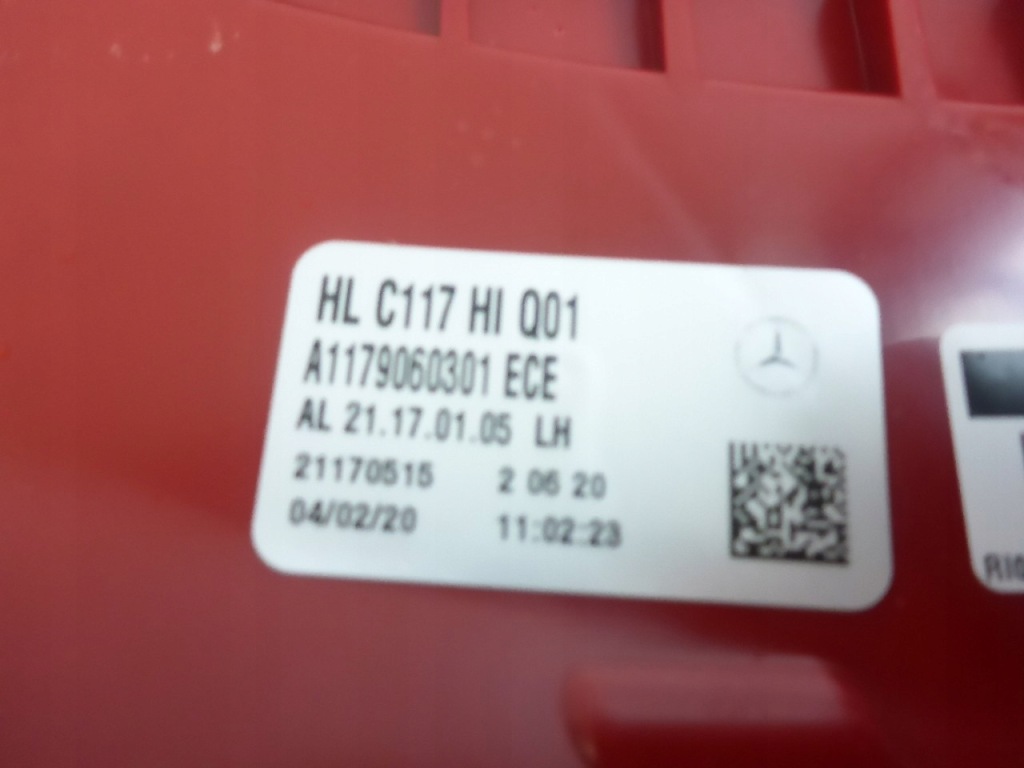 HL C117 HI Q01
A1179060301 ECE
AL 21.17.01.05 LH
21170515 2 06 20
04/02/20 11:02:23